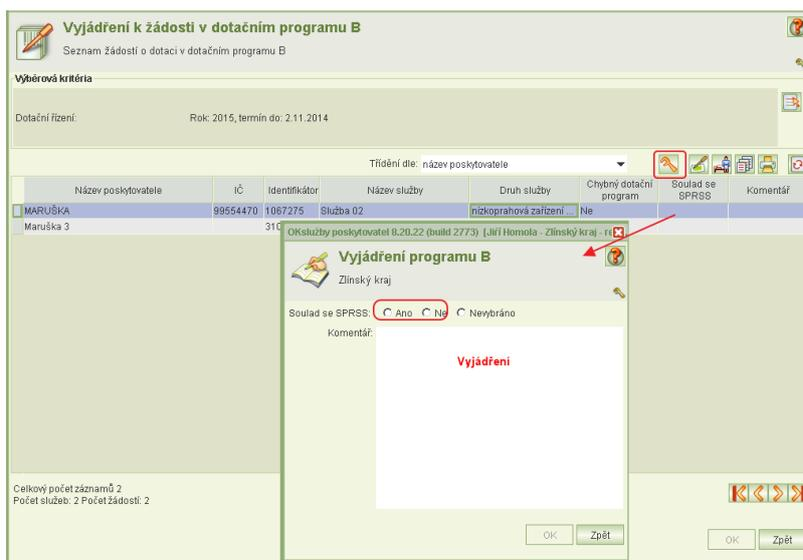 Vyjádření k žádosti v dotačním programu B
Seznam žádostí o dotaci v dotačním programu B
Výběrová kritéria
Dotační řízení: Rok: 2015, termín do: 2.11.2014
Třídění dle: název poskytovatele
Název poskytovatele IČ Identifikátor Název služby Druh služby Chybný dotační program Soulad se SPRSS Komentář
MARUŠKA 99554470 1067275 Služba 02 nízkoprahová zařízení ... Ne
Maruška 3 310
OKslužby poskytovatel 8.20.22 (build 2773) [Jiří Homola - Zlínský kraj - re
Vyjádření programu B
Zlínský kraj
Soulad se SPRSS: Ano Ne Nevybráno
Komentář:
Vyjádření
OK Zpět
Celkový počet záznamů 2
Počet služeb: 2 Počet žádostí: 2
OK Zpět